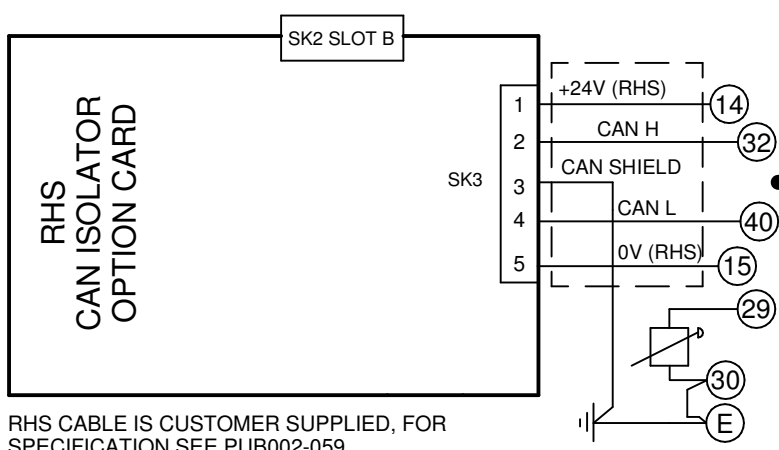 SK2 SLOT B
RHS
CAN ISOLATOR
OPTION CARD
SK3
1
+24V (RHS)
14
2
CAN H
32
3
CAN SHIELD
4
CAN L
40
5
0V (RHS)
15
29
30
E
RHS CABLE IS CUSTOMER SUPPLIED, FOR
SPECIFICATION SEE PUB002-059